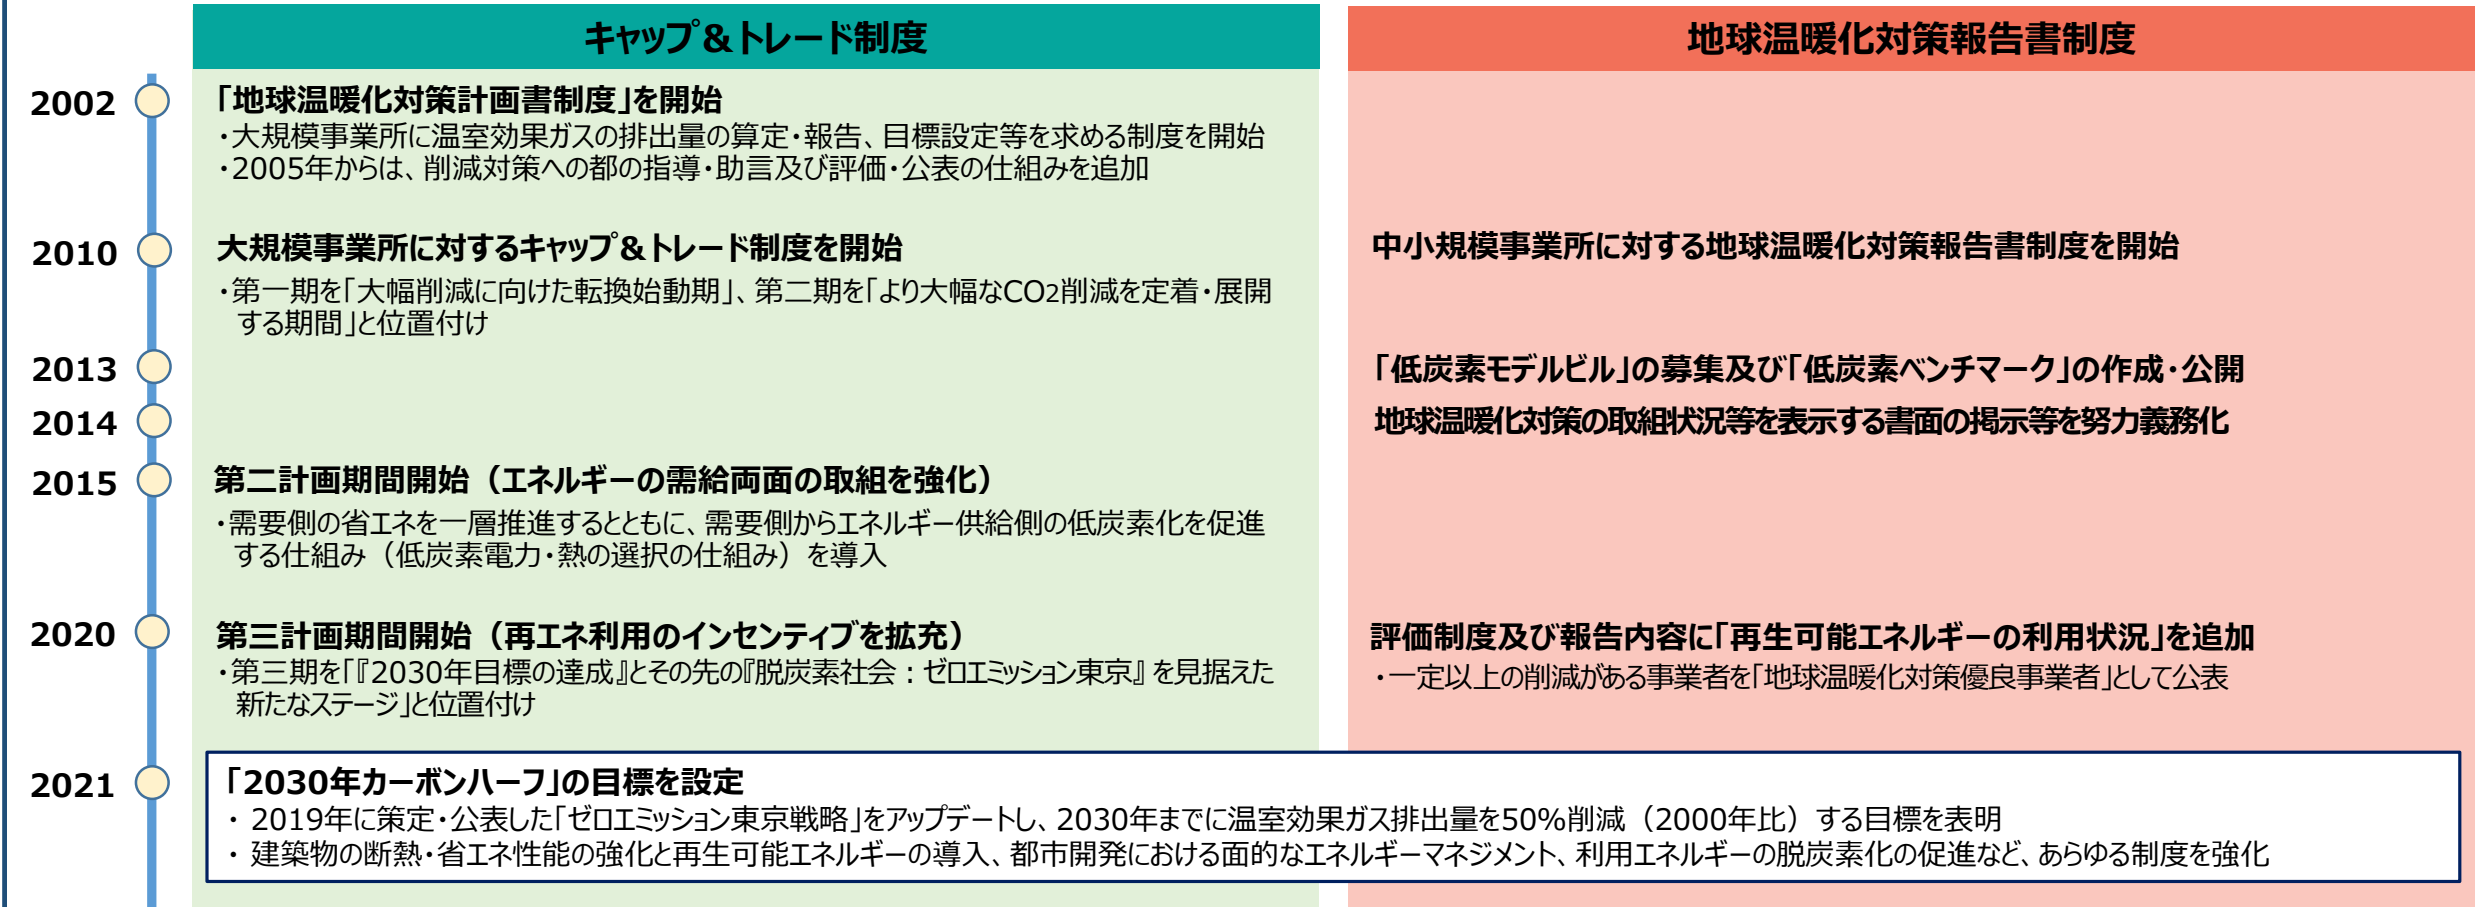 キャップ＆トレード制度
地球温暖化対策報告書制度
2002
「地球温暖化対策計画書制度」を開始
・大規模事業所に温室効果ガスの排出量の算定・報告、目標設定等を求める制度を開始
・2005年からは、削減対策への都の指導・助言及び評価・公表の仕組みを追加
2010
大規模事業所に対するキャップ＆トレード制度を開始
・第一期を「大幅削減に向けた転換始動期」、第二期を「より大幅なCO2削減を定着・展開
する期間」と位置付け
中小規模事業所に対する地球温暖化対策報告書制度を開始
2013
「低炭素モデルビル」の募集及び「低炭素ベンチマーク」の作成・公開
2014
地球温暖化対策の取組状況等を表示する書面の掲示等を努力義務化
2015
第二計画期間開始（エネルギーの需給両面の取組を強化）
・需要側の省エネを一層推進するとともに、需要側からエネルギー供給側の低炭素化を促進
する仕組み（低炭素電力・熱の選択の仕組み）を導入
2020
第三計画期間開始（再エネ利用のインセンティブを拡充）
・第三期を「『2030年目標の達成』とその先の『脱炭素社会：ゼロエミッション東京』を見据えた
新たなステージ」と位置付け
評価制度及び報告内容に「再生可能エネルギーの利用状況」を追加
・一定以上の削減がある事業者を「地球温暖化対策優良事業者」として公表
2021
「2030年カーボンハーフ」の目標を設定
・ 2019年に策定・公表した「ゼロエミッション東京戦略」をアップデートし、2030年までに温室効果ガス排出量を50%削減（2000年比）する目標を表明
・ 建築物の断熱・省エネ性能の強化と再生可能エネルギーの導入、都市開発における面的なエネルギーマネジメント、利用エネルギーの脱炭素化の促進など、あらゆる制度を強化